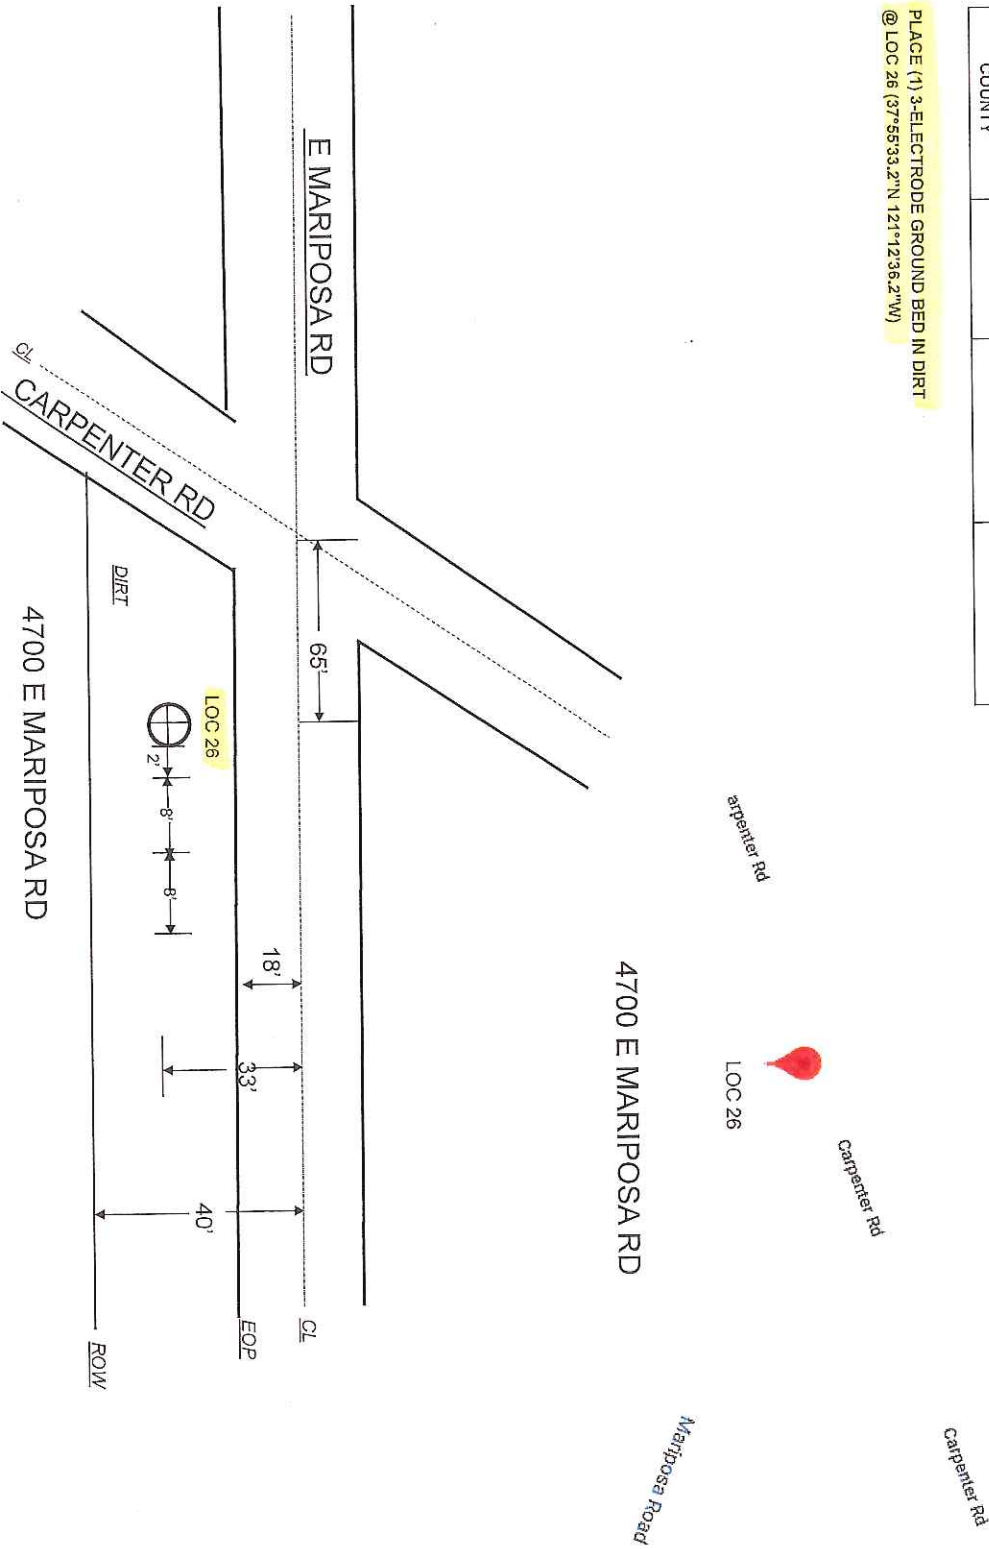 COUNTY
PLACE (1) 3-ELECTRODE GROUND BED IN DIRT
@ LOC 26 (37°55'33.2"N 121°12'36.2"W)
arpenter Rd
Carpenter Rd
Carpenter Rd
LOC 26
Mariposa Road
4700 E MARIPOSA RD
E MARIPOSA RD
65'
CL
18'
33'
EOP
40'
LOC 26
2'
8'
8'
CARPENTER RD
CL
DIRT
ROW
4700 E MARIPOSA RD